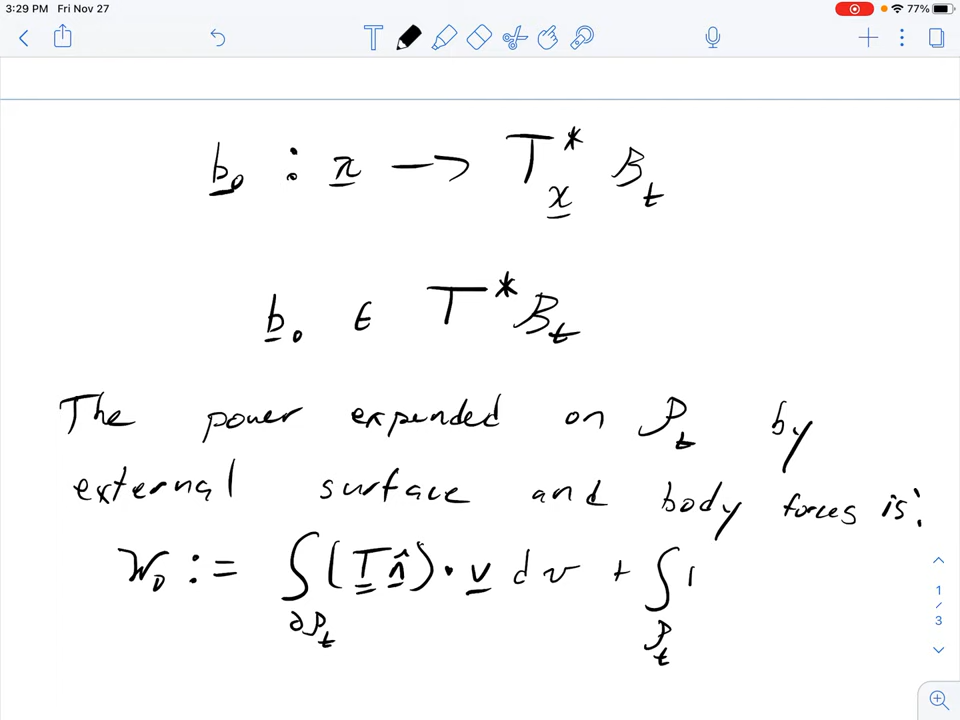 3:29 PM Fri Nov 27
77%
b₀ : x → T*ₓ Bₜ
b₀ ∈ T* Bₜ
The power expended on Pₜ by
external surface and body forces is:
W₀ := ∫_∂Pₜ (T n̂) · v dv + ∫_Pₜ
1
/
3